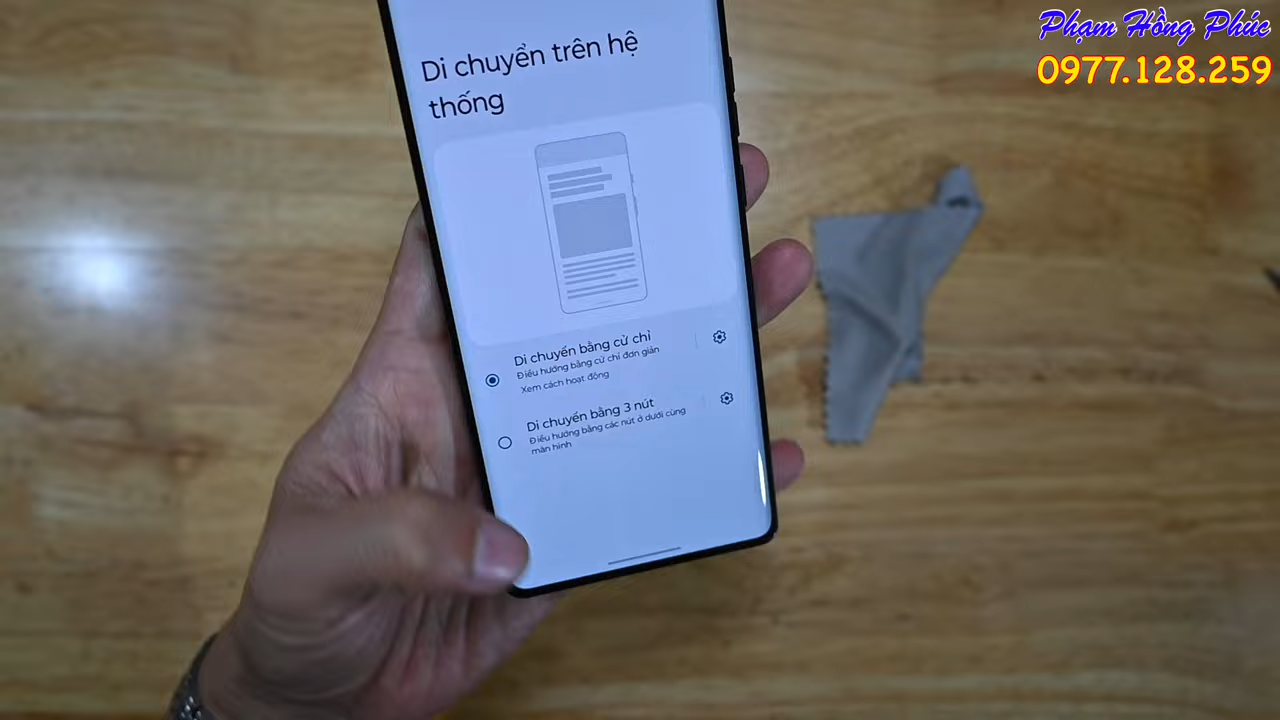 Phạm Hồng Phúc
0977.128.259
Di chuyển trên hệ
thống
Di chuyển bằng cử chỉ
Điều hướng bằng cử chỉ đơn giản
Xem cách hoạt động
Di chuyển bằng 3 nút
Điều hướng bằng các nút ở dưới cùng
màn hình